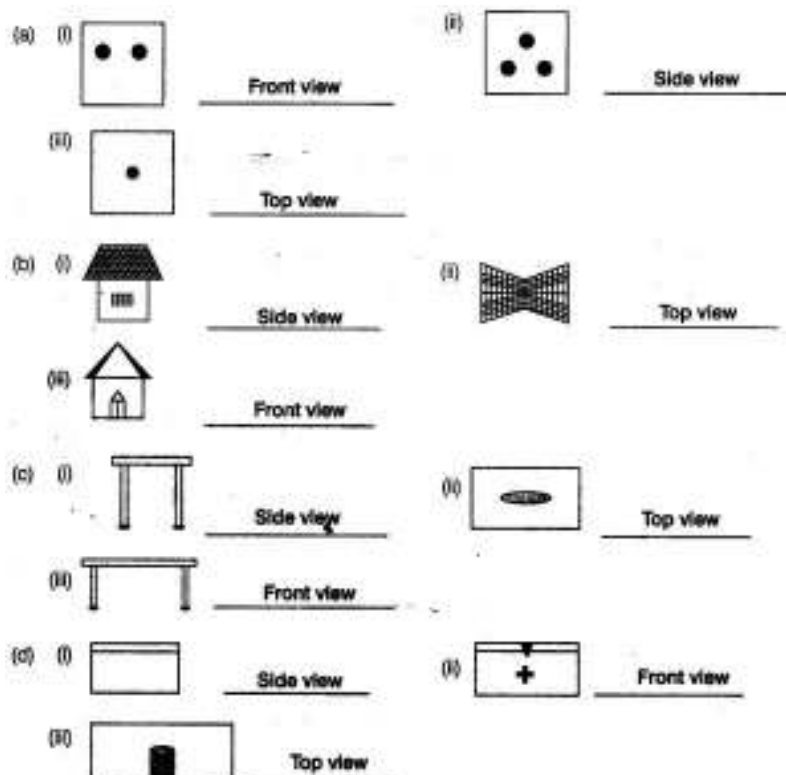 (a) (i) Front view (ii) Side view
(iii) Top view
(b) (i) Side view (ii) Top view
(iii) Front view
(c) (i) Side view (ii) Top view
(iii) Front view
(d) (i) Side view (ii) Front view
(iii) Top view